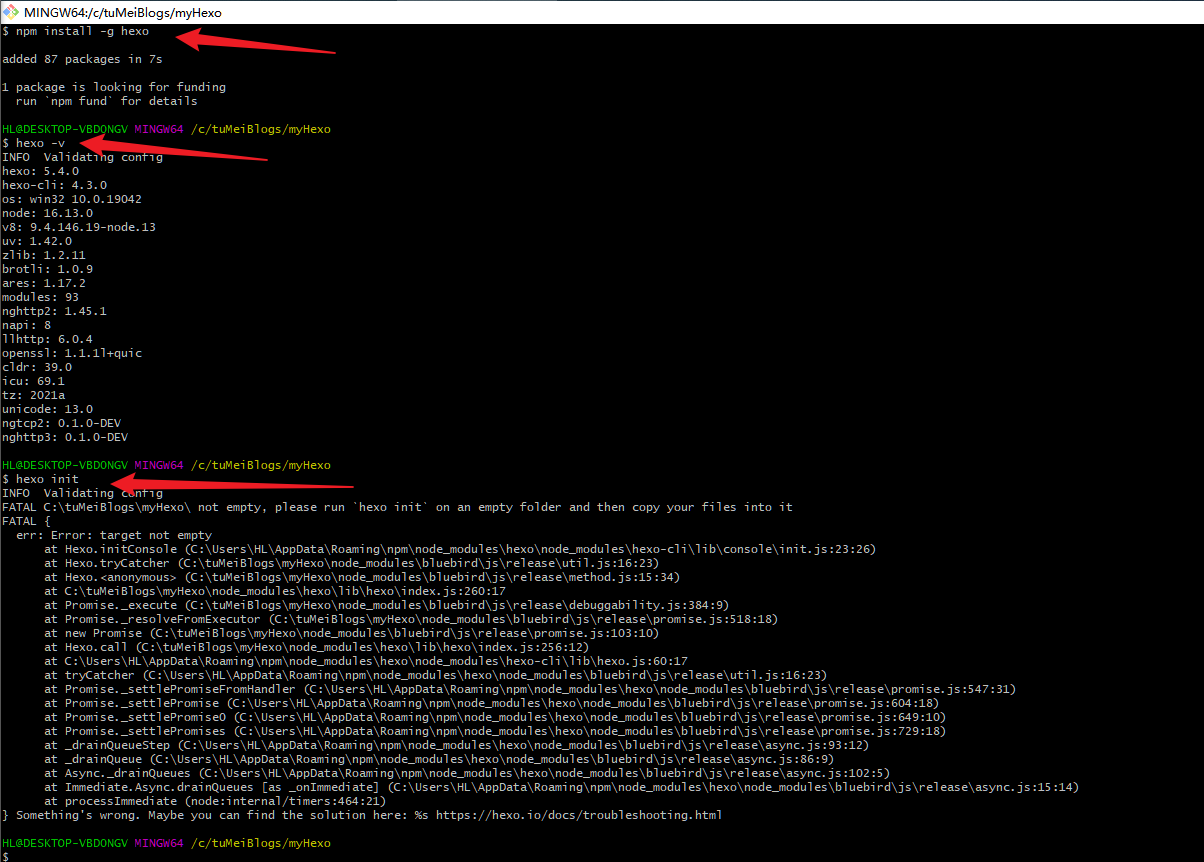 MINGW64:/c/tuMeiBlogs/myHexo
$ npm install -g hexo
added 87 packages in 7s
1 package is looking for funding
  run `npm fund` for details
HL@DESKTOP-VBDONGV MINGW64 /c/tuMeiBlogs/myHexo
$ hexo -v
INFO  Validating config
hexo: 5.4.0
hexo-cli: 4.3.0
os: win32 10.0.19042
node: 16.13.0
v8: 9.4.146.19-node.13
uv: 1.42.0
zlib: 1.2.11
brotli: 1.0.9
ares: 1.17.2
modules: 93
nghttp2: 1.45.1
napi: 8
llhttp: 6.0.4
openssl: 1.1.1l+quic
cldr: 39.0
icu: 69.1
tz: 2021a
unicode: 13.0
ngtcp2: 0.1.0-DEV
nghttp3: 0.1.0-DEV
HL@DESKTOP-VBDONGV MINGW64 /c/tuMeiBlogs/myHexo
$ hexo init
INFO  Validating config
FATAL C:\tuMeiBlogs\myHexo\ not empty, please run `hexo init` on an empty folder and then copy your files into it
FATAL {
  err: Error: target not empty
      at Hexo.initConsole (C:\Users\HL\AppData\Roaming\npm\node_modules\hexo\node_modules\hexo-cli\lib\console\init.js:23:26)
      at Hexo.tryCatcher (C:\tuMeiBlogs\myHexo\node_modules\bluebird\js\release\util.js:16:23)
      at Hexo.<anonymous> (C:\tuMeiBlogs\myHexo\node_modules\bluebird\js\release\method.js:15:34)
      at C:\tuMeiBlogs\myHexo\node_modules\hexo\lib\hexo\index.js:260:17
      at Promise._execute (C:\tuMeiBlogs\myHexo\node_modules\bluebird\js\release\debuggability.js:384:9)
      at Promise._resolveFromExecutor (C:\tuMeiBlogs\myHexo\node_modules\bluebird\js\release\promise.js:518:18)
      at new Promise (C:\tuMeiBlogs\myHexo\node_modules\bluebird\js\release\promise.js:103:10)
      at Hexo.call (C:\tuMeiBlogs\myHexo\node_modules\hexo\lib\hexo\index.js:256:12)
      at C:\Users\HL\AppData\Roaming\npm\node_modules\hexo\node_modules\hexo-cli\lib\hexo.js:60:17
      at tryCatcher (C:\Users\HL\AppData\Roaming\npm\node_modules\hexo\node_modules\bluebird\js\release\util.js:16:23)
      at Promise._settlePromiseFromHandler (C:\Users\HL\AppData\Roaming\npm\node_modules\hexo\node_modules\bluebird\js\release\promise.js:547:31)
      at Promise._settlePromise (C:\Users\HL\AppData\Roaming\npm\node_modules\hexo\node_modules\bluebird\js\release\promise.js:604:18)
      at Promise._settlePromise0 (C:\Users\HL\AppData\Roaming\npm\node_modules\hexo\node_modules\bluebird\js\release\promise.js:649:10)
      at Promise._settlePromises (C:\Users\HL\AppData\Roaming\npm\node_modules\hexo\node_modules\bluebird\js\release\promise.js:729:18)
      at _drainQueueStep (C:\Users\HL\AppData\Roaming\npm\node_modules\hexo\node_modules\bluebird\js\release\async.js:93:12)
      at _drainQueue (C:\Users\HL\AppData\Roaming\npm\node_modules\hexo\node_modules\bluebird\js\release\async.js:86:9)
      at Async._drainQueues (C:\Users\HL\AppData\Roaming\npm\node_modules\hexo\node_modules\bluebird\js\release\async.js:102:5)
      at Immediate.Async.drainQueues [as _onImmediate] (C:\Users\HL\AppData\Roaming\npm\node_modules\hexo\node_modules\bluebird\js\release\async.js:15:14)
      at processImmediate (node:internal/timers:464:21)
} Something's wrong. Maybe you can find the solution here: %s https://hexo.io/docs/troubleshooting.html
HL@DESKTOP-VBDONGV MINGW64 /c/tuMeiBlogs/myHexo
$